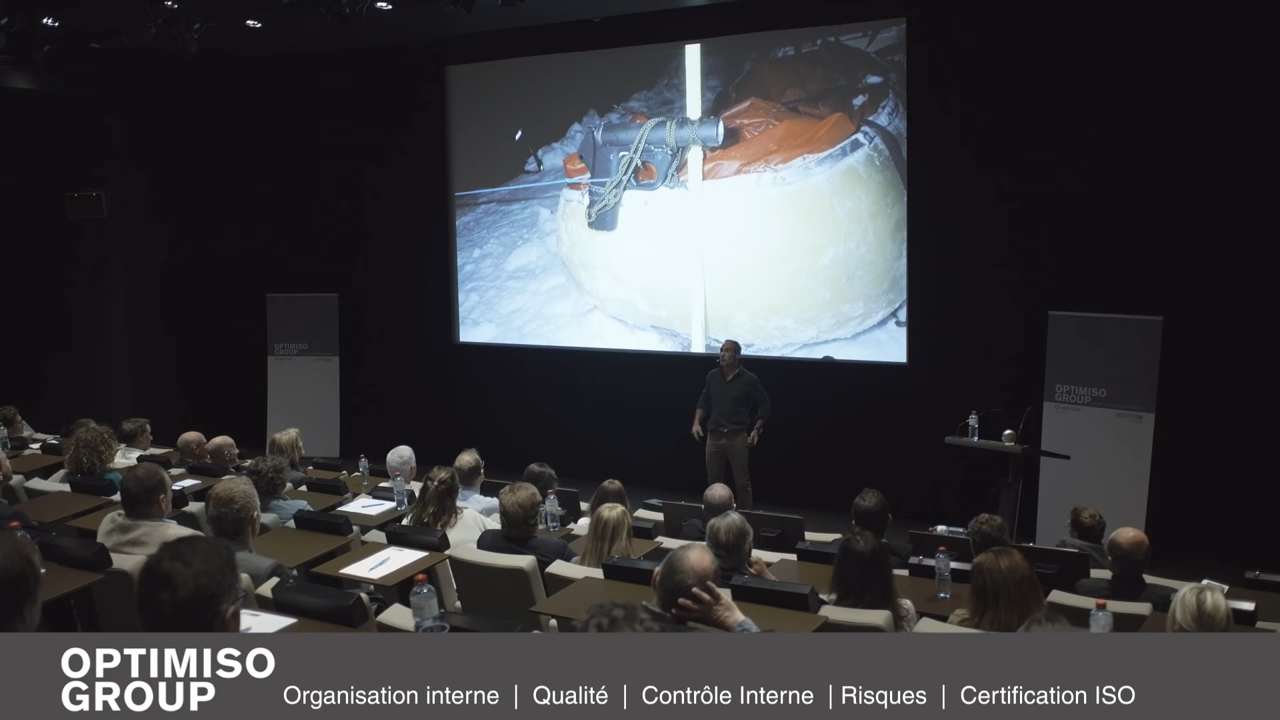 OPTIMISO
GROUP
OPTIMISO
GROUP
OPTIMISO
GROUP
Organisation interne | Qualité | Contrôle Interne | Risques | Certification ISO